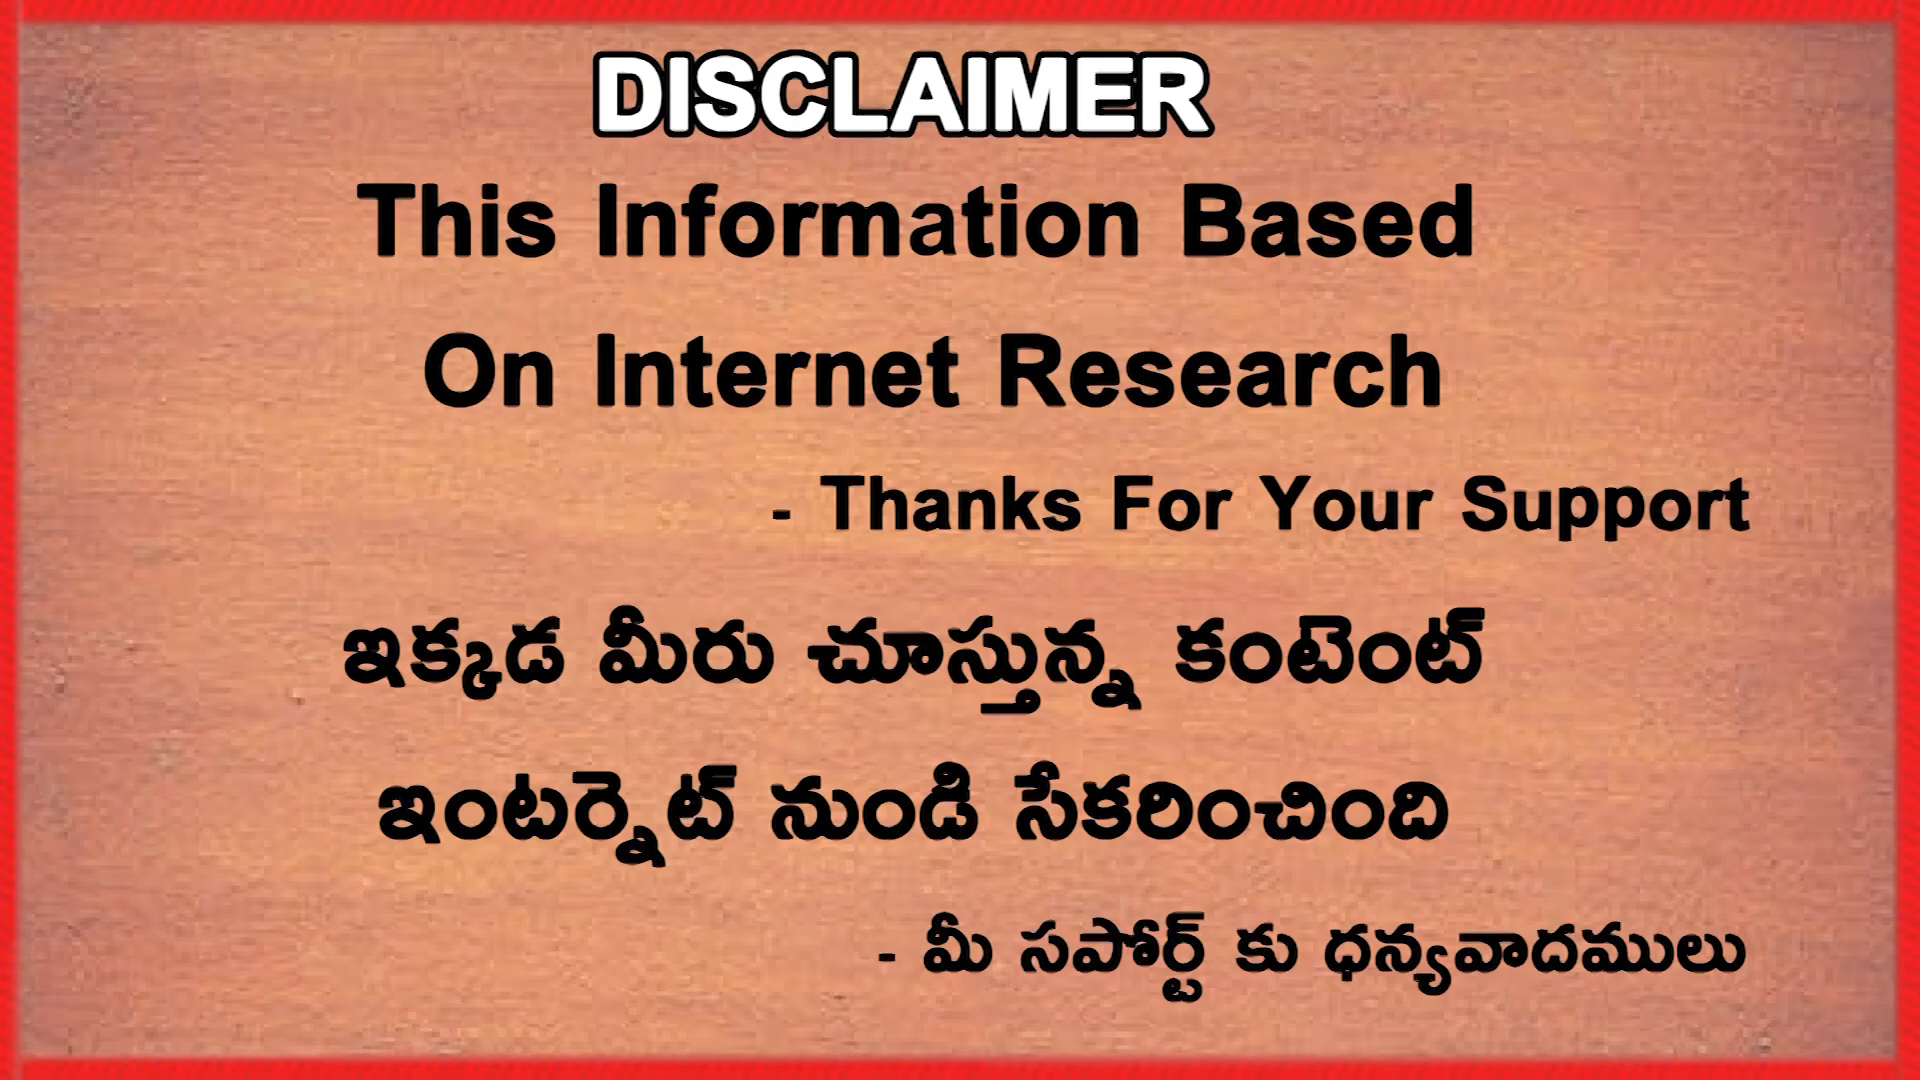 DISCLAIMER
This Information Based
On Internet Research
- Thanks For Your Support
ఇక్కడ మీరు చూస్తున్న కంటెంట్
ఇంటర్నెట్ నుండి సేకరించింది
- మీ సపోర్ట్ కు ధన్యవాదములు